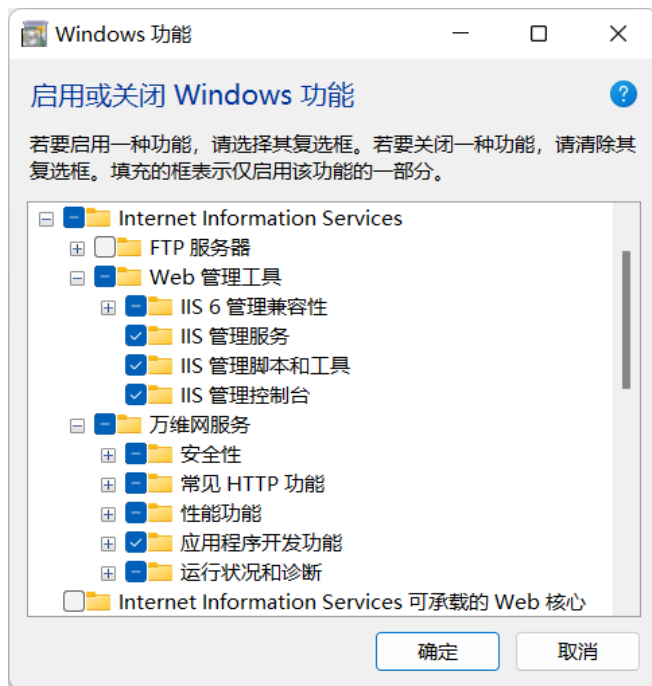 Windows 功能
启用或关闭 Windows 功能
?
若要启用一种功能，请选择其复选框。若要关闭一种功能，请清除其
复选框。填充的框表示仅启用该功能的一部分。
Internet Information Services
FTP 服务器
Web 管理工具
IIS 6 管理兼容性
IIS 管理服务
IIS 管理脚本和工具
IIS 管理控制台
万维网服务
安全性
常见 HTTP 功能
性能功能
应用程序开发功能
运行状况和诊断
Internet Information Services 可承载的 Web 核心
确定
取消